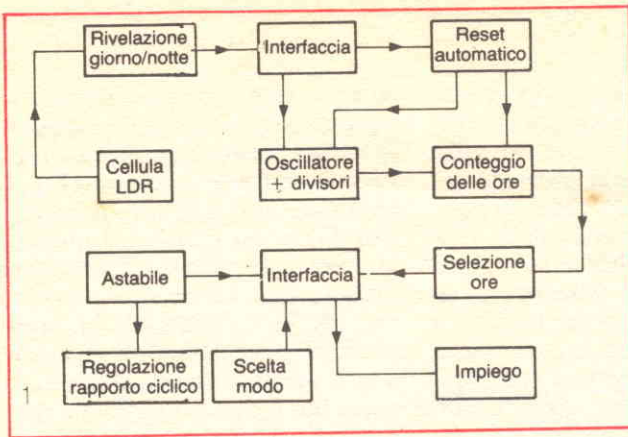 Rivelazione
giorno/notte
Interfaccia
Reset
automatico
Cellula
LDR
Oscillatore
+ divisori
Conteggio
delle ore
Astabile
Interfaccia
Selezione
ore
Regolazione
rapporto ciclico
Scelta
modo
Impiego
1